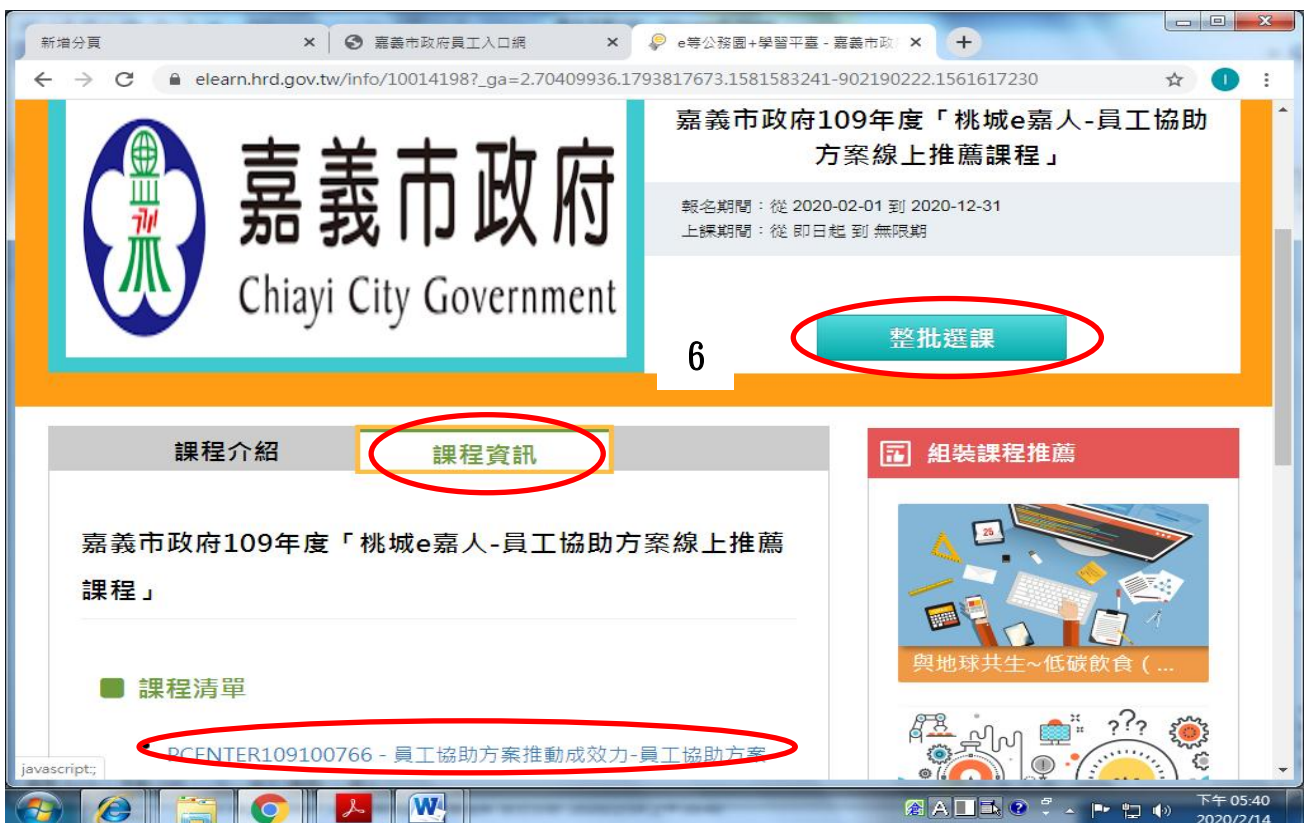 新增分頁
嘉義市政府員工入口網
e等公務園+學習平臺 - 嘉義市政府
elearn.hrd.gov.tw/info/10014198?_ga=2.70409936.1793817673.1581583241-902190222.1561617230
I
嘉義市政府
Chiayi City Government
嘉義市政府109年度「桃城e嘉人-員工協助
方案線上推薦課程」
報名期間：從 2020-02-01 到 2020-12-31
上課期間：從 即日起 到 無限期
整批選課
6
課程介紹
課程資訊
嘉義市政府109年度「桃城e嘉人-員工協助方案線上推薦
課程」
課程清單
PCENTER109100766 - 員工協助方案推動成效力-員工協助方案
組裝課程推薦
25
與地球共生~低碳飲食 ( ...
???
javascript:;
A
下午 05:40
2020/2/14